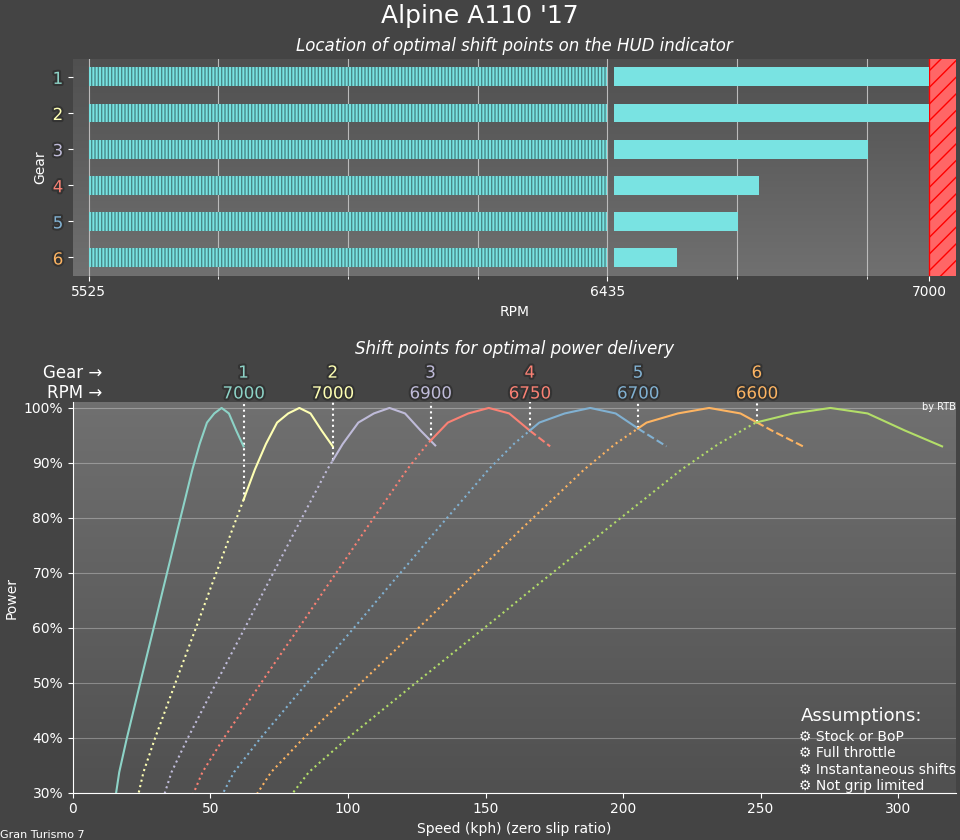 Alpine A110 '17
Location of optimal shift points on the HUD indicator
Gear
1
2
3
4
5
6
5525 6435 7000
RPM
Shift points for optimal power delivery
Gear → 1 2 3 4 5 6
RPM → 7000 7000 6900 6750 6700 6600
by RTB
Power
100%
90%
80%
70%
60%
50%
40%
30%
Assumptions:
⚙ Stock or BoP
⚙ Full throttle
⚙ Instantaneous shifts
⚙ Not grip limited
0 50 100 150 200 250 300
Speed (kph) (zero slip ratio)
Gran Turismo 7